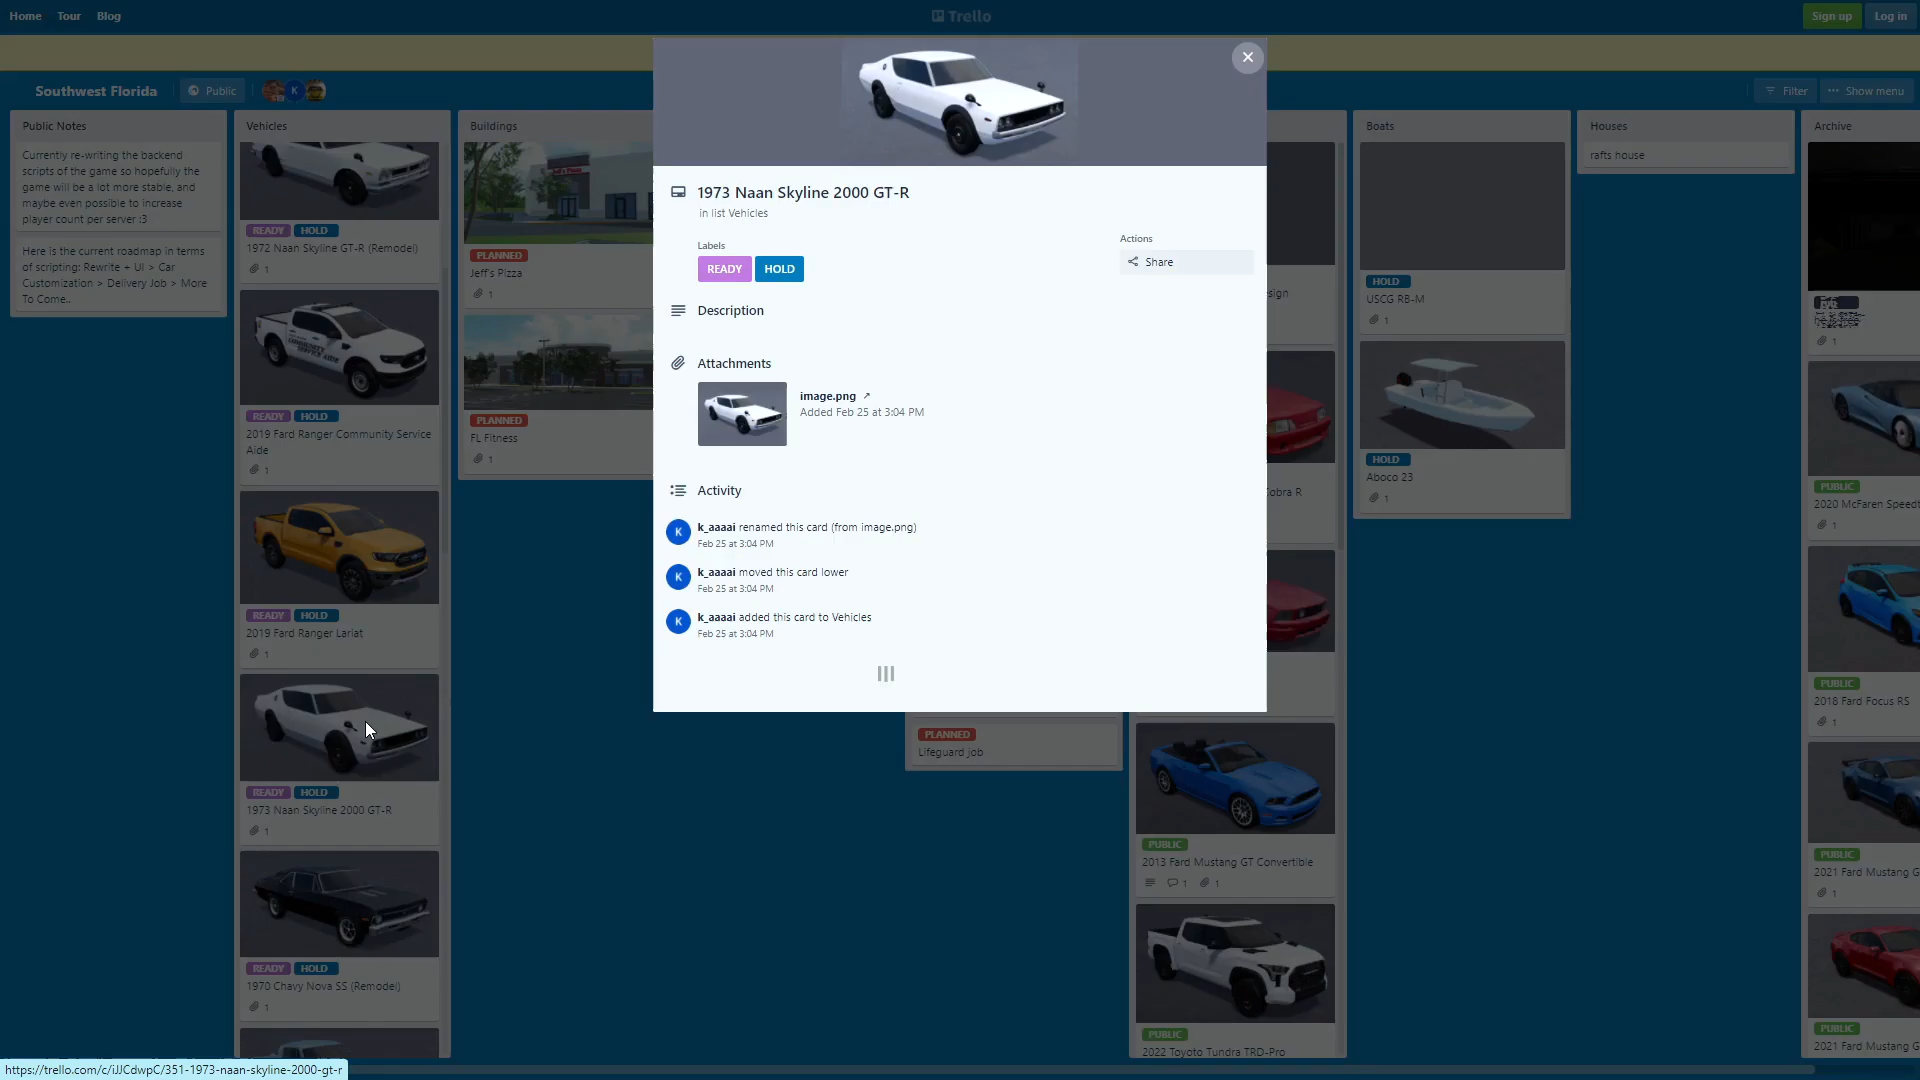 Home
Tour
Blog
Trello
Sign up
Log in
Southwest Florida
Public
Filter
Show menu
Public Notes
Currently re-writing the backend
scripts of the game so hopefully the
game will be a lot more stable, and
maybe even possible to increase
player count per server :3
Here is the current roadmap in terms
of scripting: Rewrite + UI > Car
Customization > Delivery Job > More
To Come..
Vehicles
READY HOLD
1972 Naan Skyline GT-R (Remodel)
1
COMMUNITY
SERVICE AIDE
READY HOLD
2019 Fard Ranger Community Service
Aide
1
READY HOLD
2019 Fard Ranger Lariat
1
READY HOLD
1973 Naan Skyline 2000 GT-R
1
READY HOLD
1970 Chavy Nova SS (Remodel)
1
Buildings
Jeff's Pizza
PLANNED
Jeff's Pizza
1
PLANNED
FL Fitness
1
1973 Naan Skyline 2000 GT-R
in list Vehicles
Labels
READY HOLD
Actions
Share
Description
Attachments
image.png ↗
Added Feb 25 at 3:04 PM
Activity
K
k_aaaai renamed this card (from image.png)
Feb 25 at 3:04 PM
K
k_aaaai moved this card lower
Feb 25 at 3:04 PM
K
k_aaaai added this card to Vehicles
Feb 25 at 3:04 PM
PLANNED
Lifeguard job
esign
Cobra R
PUBLIC
2013 Fard Mustang GT Convertible
1 1
PUBLIC
2022 Toyoto Tundra TRD-Pro
Boats
HOLD
USCG RB-M
1
HOLD
Aboco 23
1
Houses
rafts house
Archive
1
PUBLIC
2020 McFaren Speedt
1
PUBLIC
2018 Fard Focus RS
1
PUBLIC
2021 Fard Mustang G
1
PUBLIC
2021 Fard Mustang G
https://trello.com/c/iJJCdwpC/351-1973-naan-skyline-2000-gt-r